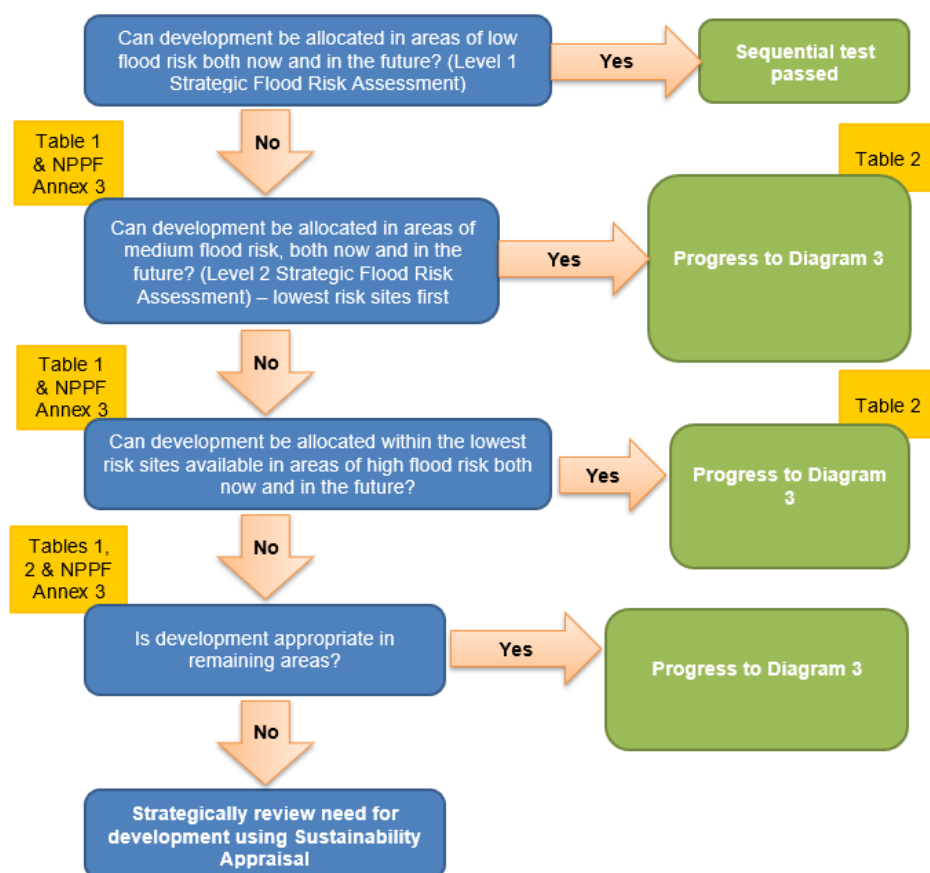 Can development be allocated in areas of low
flood risk both now and in the future? (Level 1
Strategic Flood Risk Assessment)
Yes
Sequential test
passed
No
Table 1
& NPPF
Annex 3
Table 2
Can development be allocated in areas of
medium flood risk, both now and in the
future? (Level 2 Strategic Flood Risk
Assessment) – lowest risk sites first
Yes
Progress to Diagram 3
No
Table 1
& NPPF
Annex 3
Table 2
Can development be allocated within the lowest
risk sites available in areas of high flood risk both
now and in the future?
Yes
Progress to Diagram
3
No
Tables 1,
2 & NPPF
Annex 3
Is development appropriate in
remaining areas?
Yes
Progress to Diagram 3
No
Strategically review need for
development using Sustainability
Appraisal